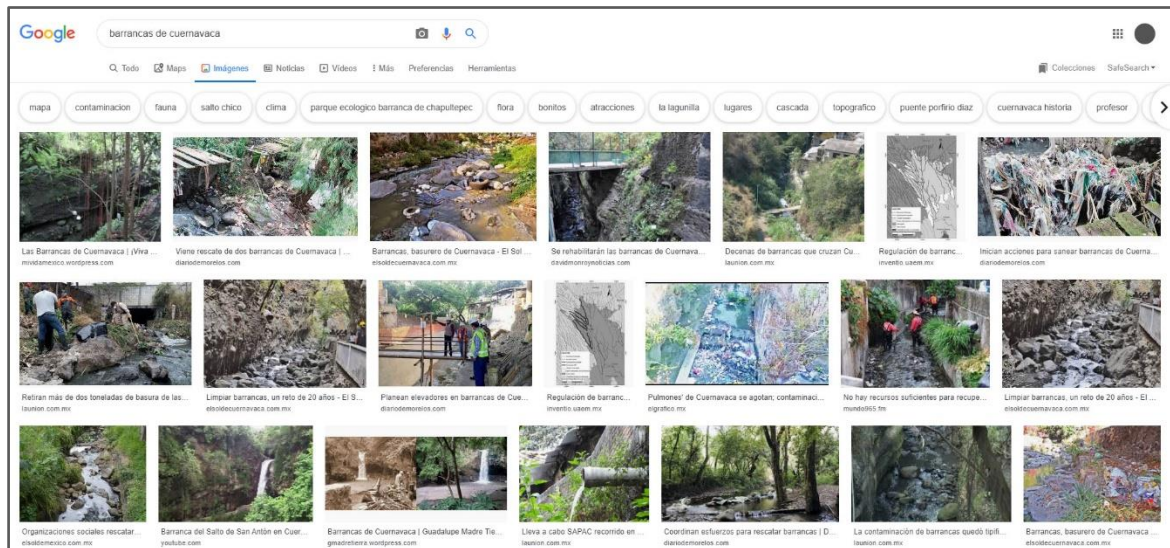 Google
barrancas de cuernavaca
Todo Maps Imágenes Noticias Vídeos Más Preferencias Herramientas Colecciones SafeSearch
mapa contaminacion fauna salto chico clima parque ecologico barranca de chapultepec flora bonitos atracciones la lagunilla lugares cascada topografico puente porfirio diaz cuernavaca historia profesor
Las Barrancas de Cuernavaca | ¡Viva ... Viene rescate de dos barrancas de Cuernavaca | ... Barrancas, basurero de Cuernavaca - El Sol ... Se rehabilitarán las barrancas de Cuernava... Decenas de barrancas que cruzan Cu... Regulación de barranc... Inician acciones para sanear barrancas de Cuerna...
mividamexico.wordpress.com diariodemorelos.com elsoldecuernavaca.com.mx davidmonroynoticias.com launion.com.mx inventio.uaem.mx diariodemorelos.com
Retiran más de dos toneladas de basura de las... Limpiar barrancas, un reto de 20 años - El S... Planean elevadores en barrancas de Cue... Regulación de barranc... Pulmones' de Cuernavaca se agotan; contaminaci... No hay recursos suficientes para recupe... Limpiar barrancas, un reto de 20 años - El ...
launion.com.mx elsoldecuernavaca.com.mx diariodemorelos.com inventio.uaem.mx elgrafico.mx mundo965.fm elsoldecuernavaca.com.mx
Organizaciones sociales rescatar... Barranca del Salto de San Antón en Cuer... Barrancas de Cuernavaca | Guadalupe Madre Tie... Lleva a cabo SAPAC recorrido en ... Coordinan esfuerzos para rescatar barrancas | D... La contaminación de barrancas quedó tipifi... Barrancas, basurero de Cuernavaca ...
elsoldemexico.com.mx youtube.com gmadretierra.wordpress.com launion.com.mx diariodemorelos.com launion.com.mx elsoldecuernavaca.com.mx